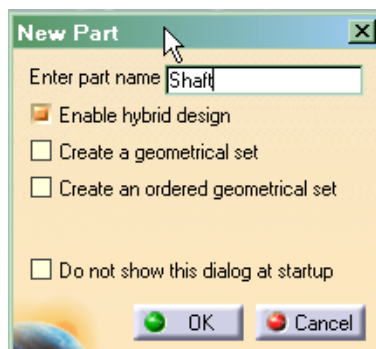 New Part
Enter part name Shaft
Enable hybrid design
Create a geometrical set
Create an ordered geometrical set
Do not show this dialog at startup
OK Cancel